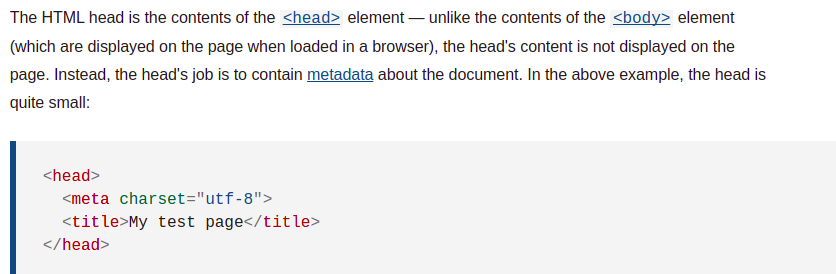 The HTML head is the contents of the <head> element — unlike the contents of the <body> element
(which are displayed on the page when loaded in a browser), the head's content is not displayed on the
page. Instead, the head's job is to contain metadata about the document. In the above example, the head is
quite small:
<head>
  <meta charset="utf-8">
  <title>My test page</title>
</head>